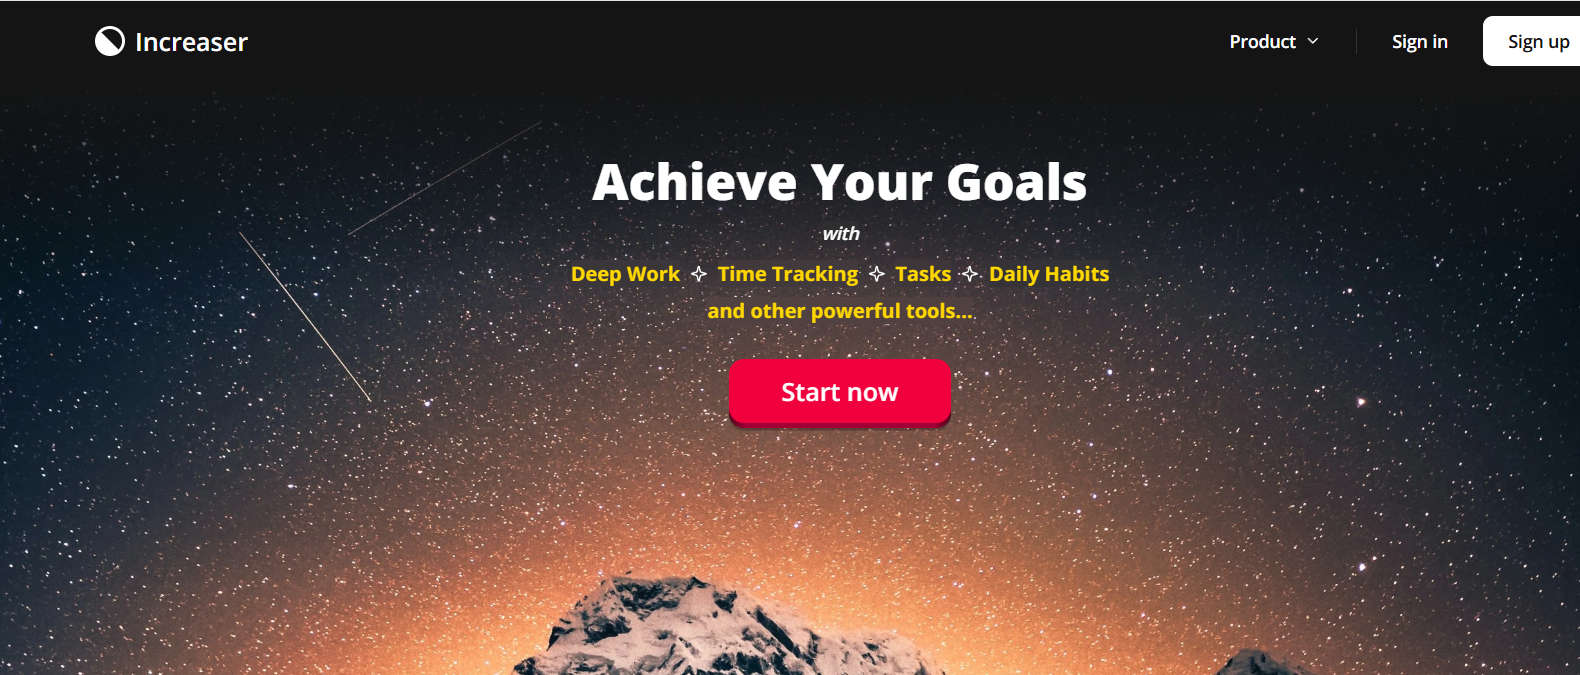 Increaser
Product
Sign in
Sign up
Achieve Your Goals
with
Deep Work ✧ Time Tracking ✧ Tasks ✧ Daily Habits
and other powerful tools...
Start now